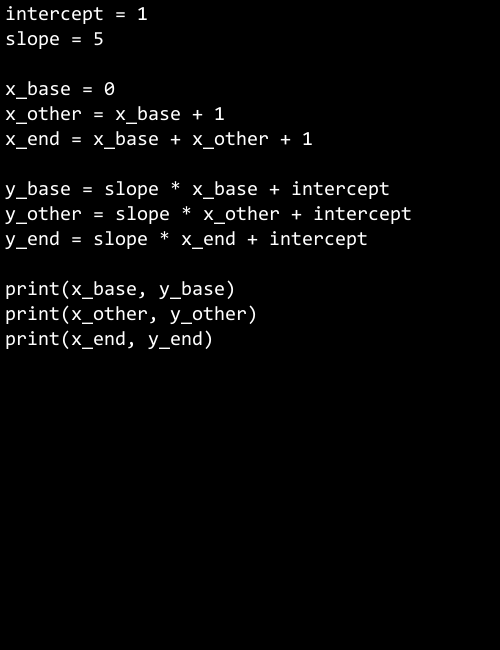 intercept = 1
slope = 5

x_base = 0
x_other = x_base + 1
x_end = x_base + x_other + 1

y_base = slope * x_base + intercept
y_other = slope * x_other + intercept
y_end = slope * x_end + intercept

print(x_base, y_base)
print(x_other, y_other)
print(x_end, y_end)